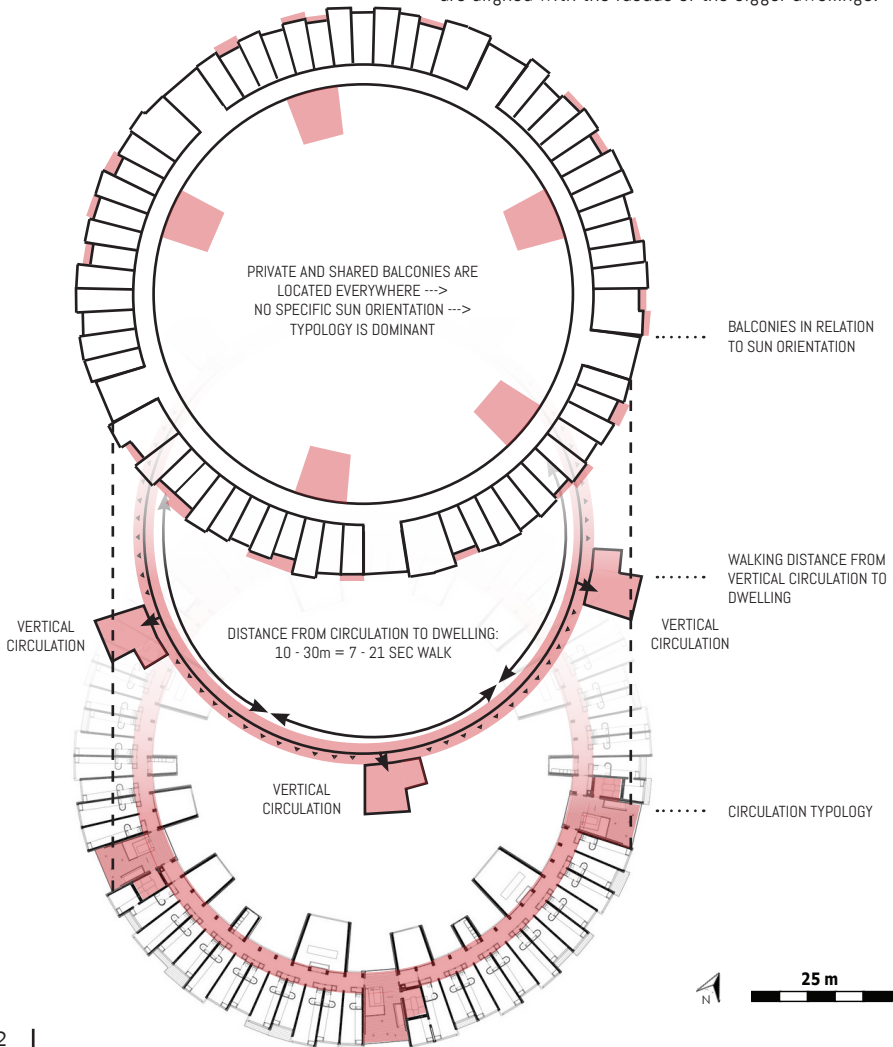 PRIVATE AND SHARED BALCONIES ARE
LOCATED EVERYWHERE --->
NO SPECIFIC SUN ORIENTATION --->
TYPOLOGY IS DOMINANT
BALCONIES IN RELATION
TO SUN ORIENTATION
WALKING DISTANCE FROM
VERTICAL CIRCULATION TO
DWELLING
VERTICAL
CIRCULATION
DISTANCE FROM CIRCULATION TO DWELLING:
10 - 30m = 7 - 21 SEC WALK
VERTICAL
CIRCULATION
VERTICAL
CIRCULATION
CIRCULATION TYPOLOGY
N
25 m
2